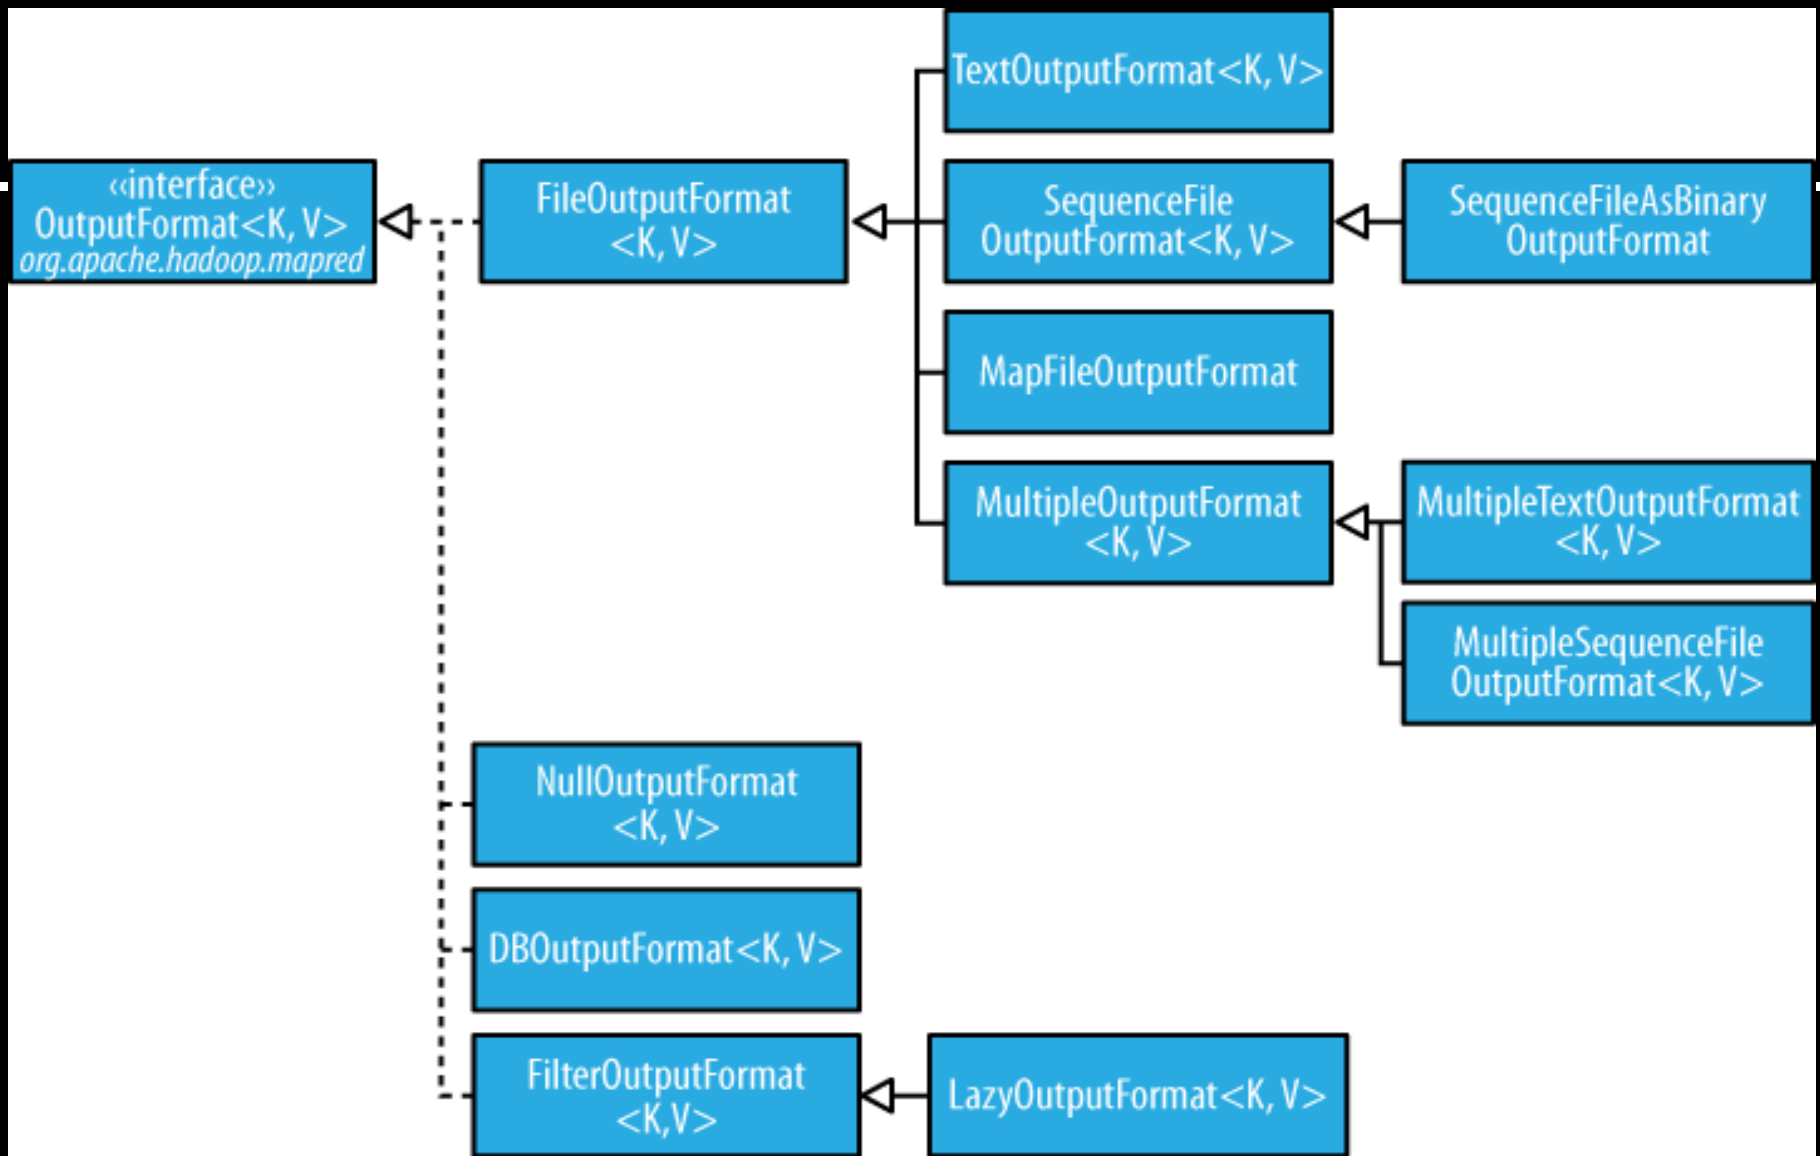 TextOutputFormat<K, V>
‹‹interface››
OutputFormat<K, V>
org.apache.hadoop.mapred
FileOutputFormat
<K, V>
SequenceFile
OutputFormat<K, V>
SequenceFileAsBinary
OutputFormat
MapFileOutputFormat
MultipleOutputFormat
<K, V>
MultipleTextOutputFormat
<K, V>
MultipleSequenceFile
OutputFormat<K, V>
NullOutputFormat
<K, V>
DBOutputFormat<K, V>
FilterOutputFormat
<K,V>
LazyOutputFormat<K, V>